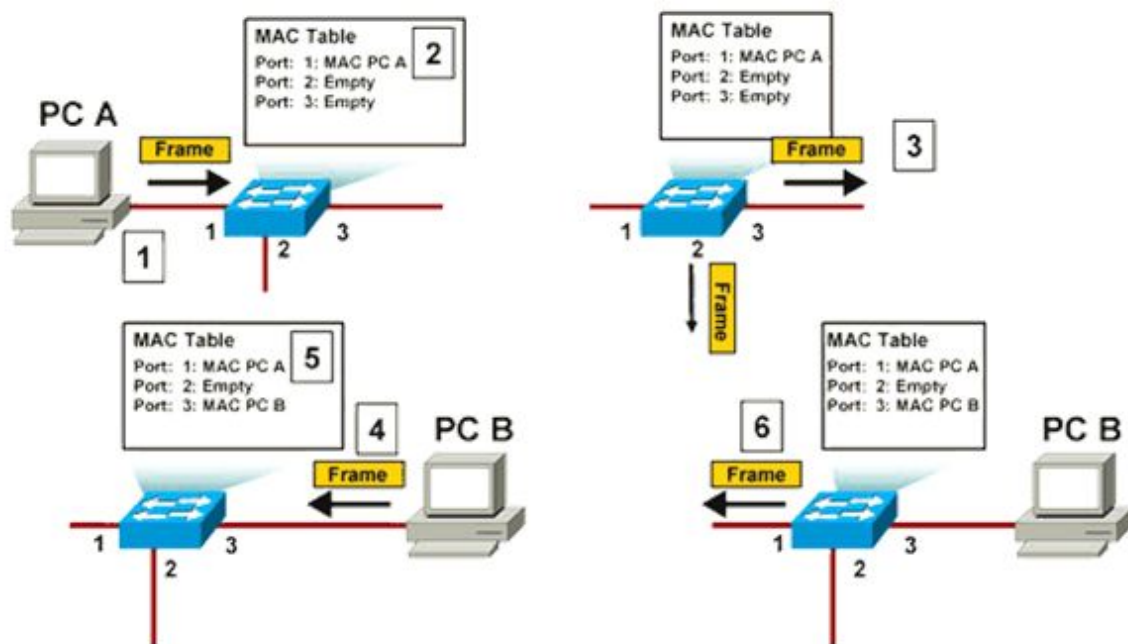 MAC Table
Port: 1: MAC PC A
Port: 2: Empty
Port: 3: Empty
2
PC A
Frame
1
2
3
1
MAC Table
Port: 1: MAC PC A
Port: 2: Empty
Port: 3: Empty
Frame
3
1
2
3
Frame
MAC Table
Port: 1: MAC PC A
Port: 2: Empty
Port: 3: MAC PC B
5
4
PC B
Frame
1
2
3
MAC Table
Port: 1: MAC PC A
Port: 2: Empty
Port: 3: MAC PC B
6
PC B
Frame
1
2
3